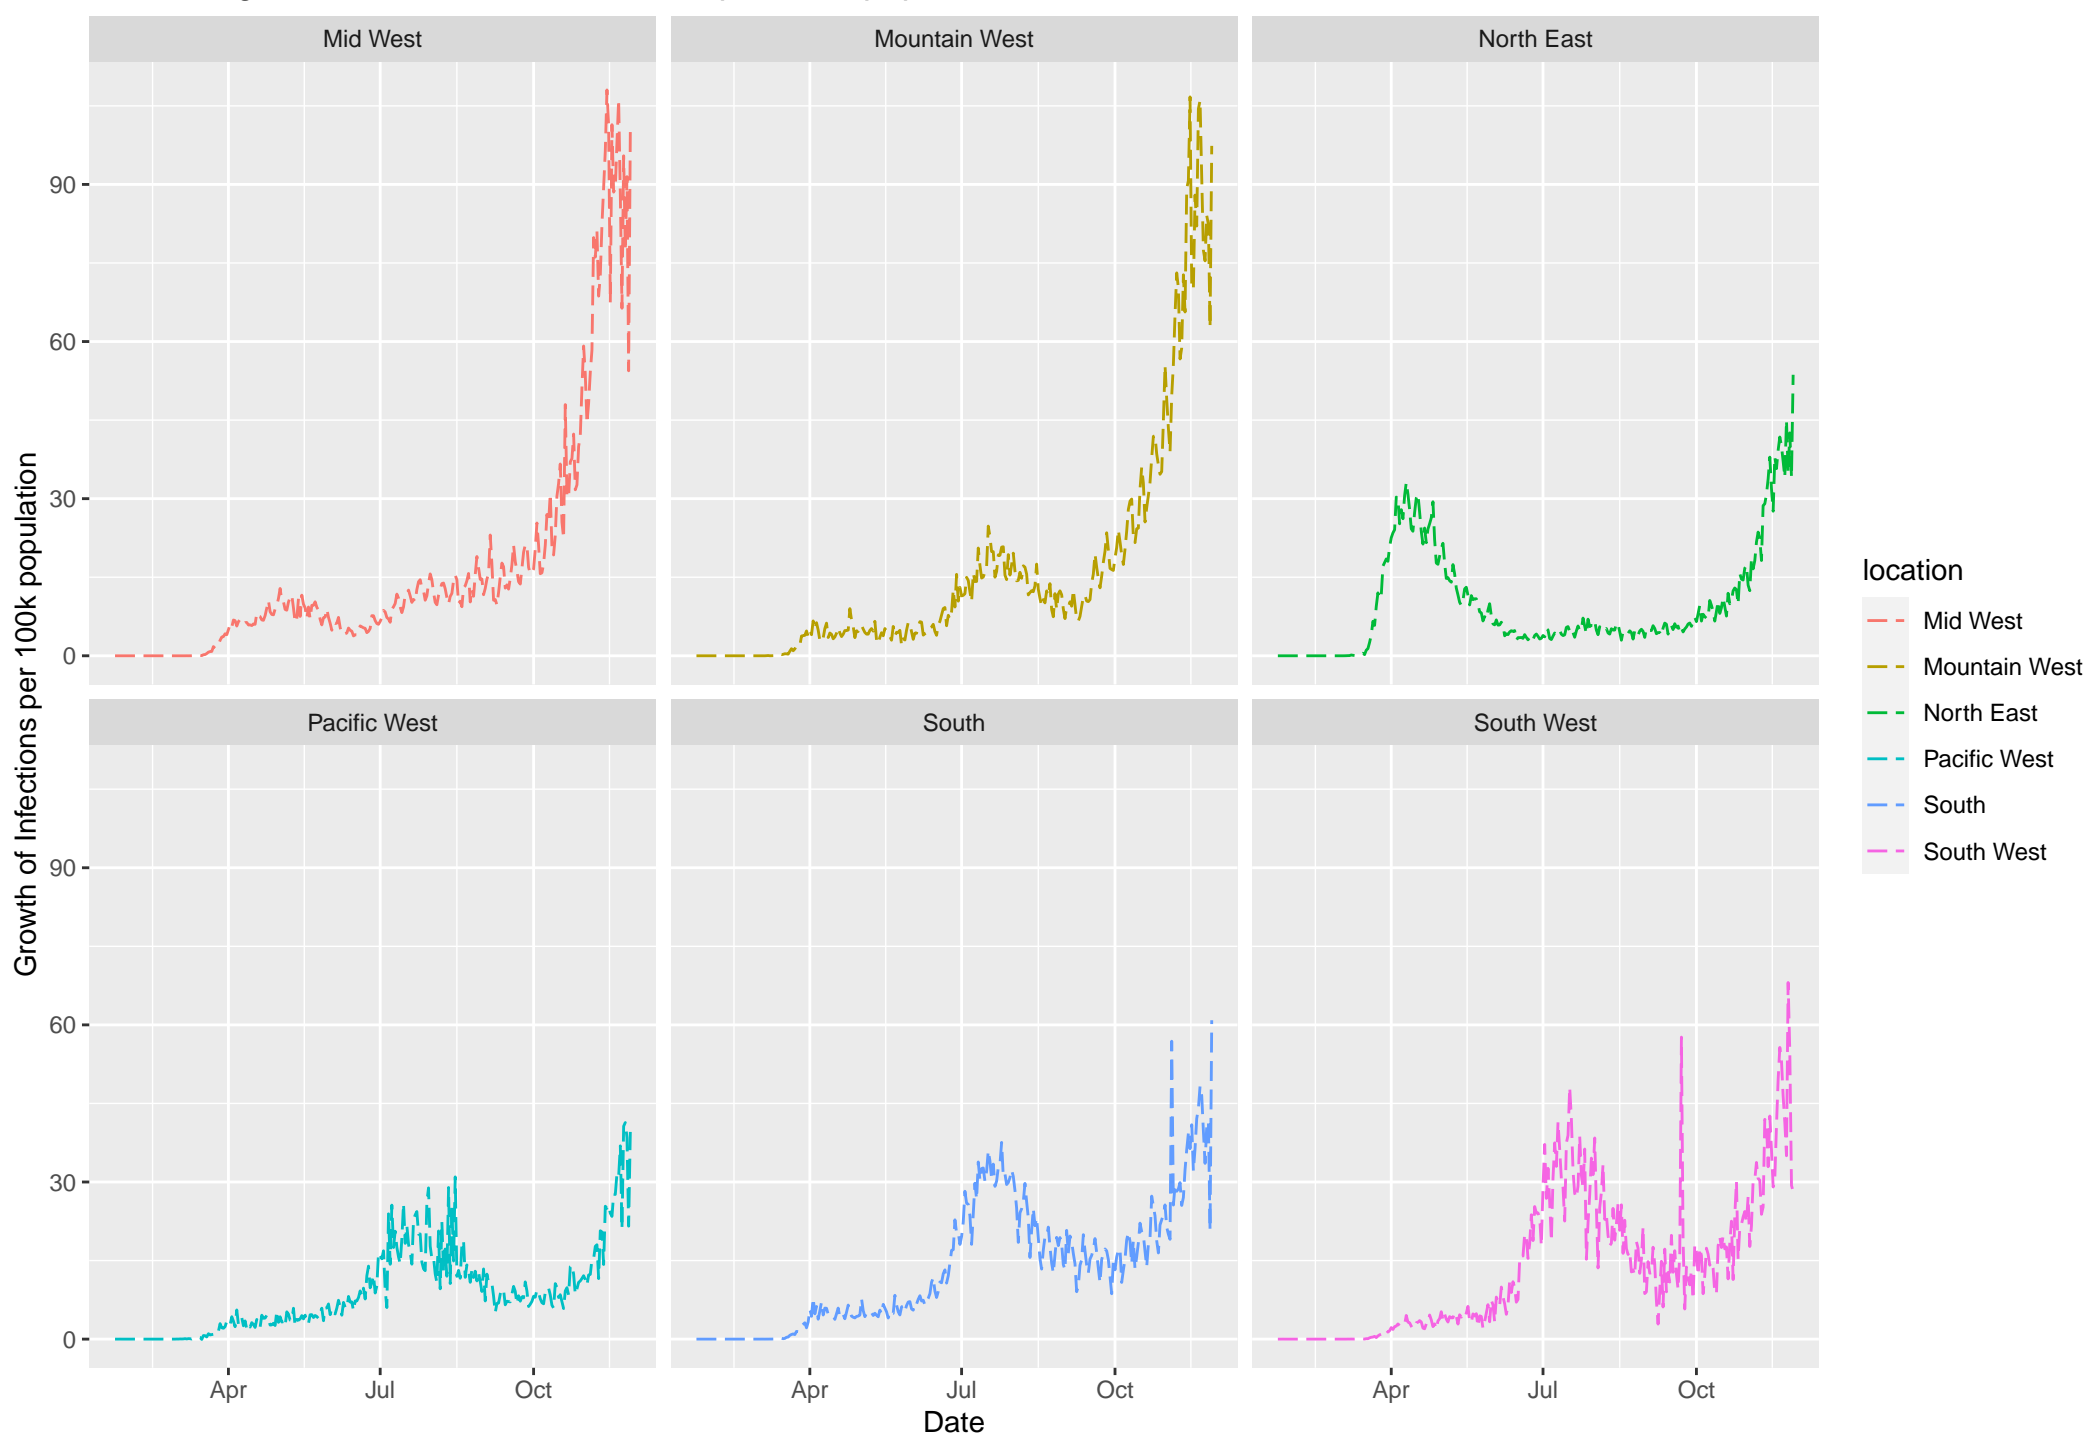 Mid West
Mountain West
North East
Growth of Infections per 100k population
90
60
30
0
Pacific West
South
South West
90
60
30
0
Apr
Jul
Oct
Apr
Jul
Oct
Apr
Jul
Oct
Date
location
Mid West
Mountain West
North East
Pacific West
South
South West